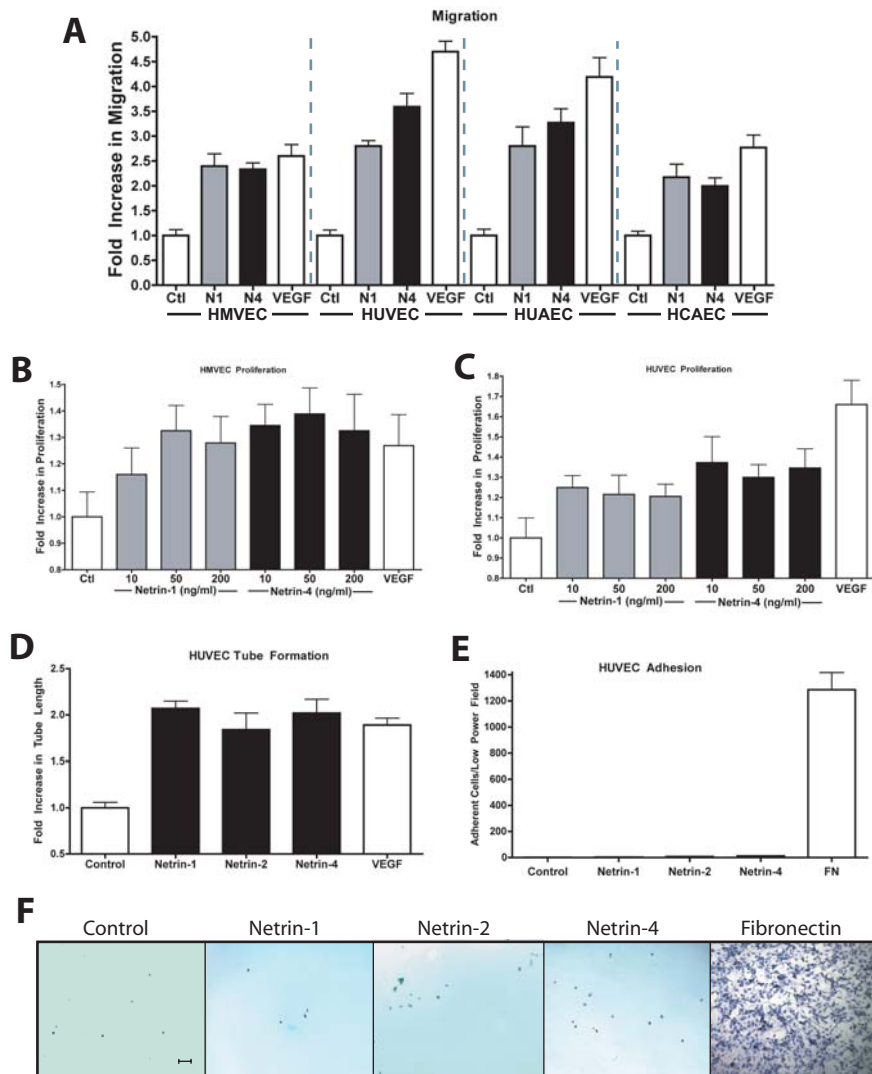 A
Migration
Fold Increase in Migration
5.0
4.5
4.0
3.5
3.0
2.5
2.0
1.5
1.0
0.5
0.0
Ctl N1 N4 VEGF Ctl N1 N4 VEGF Ctl N1 N4 VEGF Ctl N1 N4 VEGF
HMVEC HUVEC HUAEC HCAEC
B
HMVEC Proliferation
Fold Increase in Proliferation
1.5
1.4
1.3
1.2
1.1
1.0
0.9
0.8
Ctl 10 50 200 10 50 200 VEGF
Netrin-1 (ng/ml) Netrin-4 (ng/ml)
C
HUVEC Proliferation
Fold Increase in Proliferation
1.8
1.7
1.6
1.5
1.4
1.3
1.2
1.1
1.0
0.9
0.8
Ctl 10 50 200 10 50 200 VEGF
Netrin-1 (ng/ml) Netrin-4 (ng/ml)
D
HUVEC Tube Formation
Fold Increase in Tube Length
2.5
2.0
1.5
1.0
0.5
Control Netrin-1 Netrin-2 Netrin-4 VEGF
E
HUVEC Adhesion
Adherent Cells/Low Power Field
1400
1200
1000
800
600
400
200
0
Control Netrin-1 Netrin-2 Netrin-4 FN
F
Control Netrin-1 Netrin-2 Netrin-4 Fibronectin